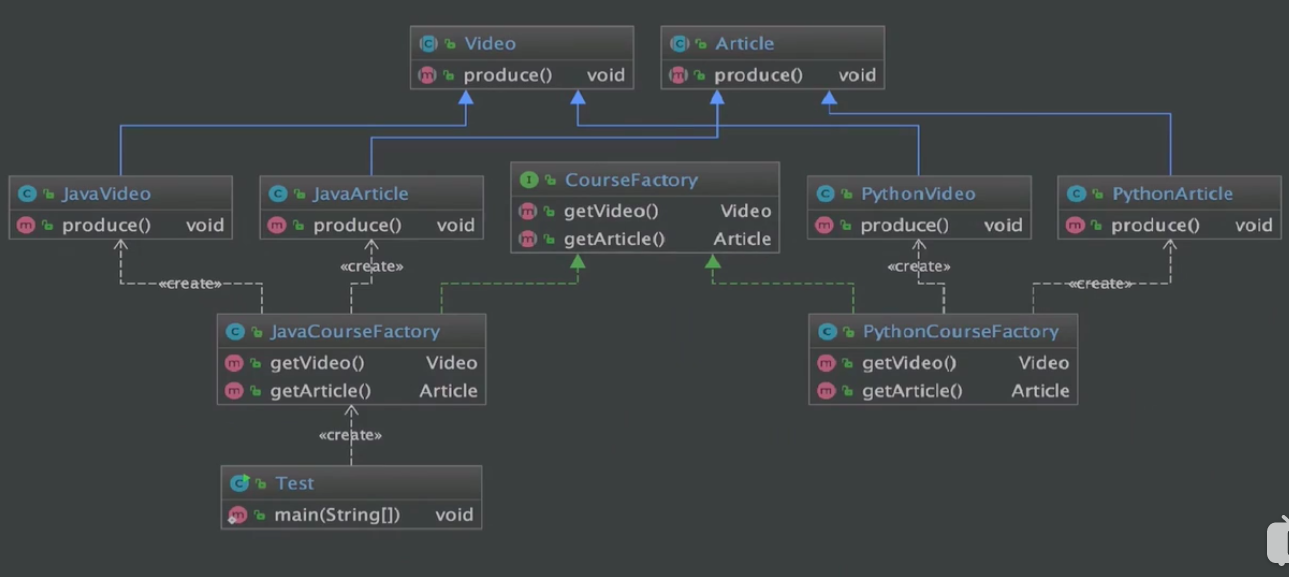 Video
produce() void
Article
produce() void
JavaVideo
produce() void
JavaArticle
produce() void
CourseFactory
getVideo() Video
getArticle() Article
PythonVideo
produce() void
PythonArticle
produce() void
«create»
«create»
«create»
«create»
JavaCourseFactory
getVideo() Video
getArticle() Article
PythonCourseFactory
getVideo() Video
getArticle() Article
«create»
Test
main(String[]) void